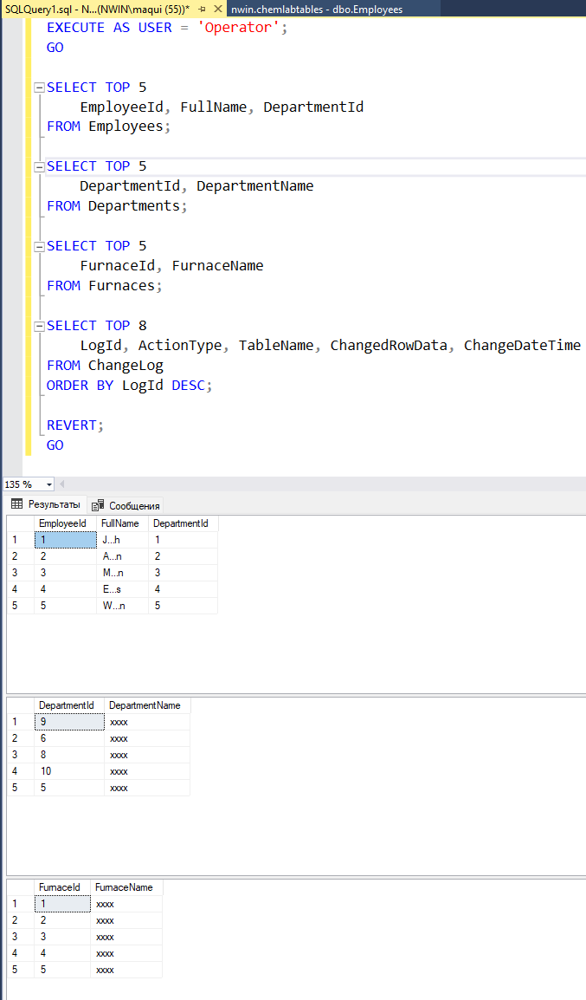 SQLQuery1.sql - N...(NWIN\maqui (55))* nwin.chemlabtables - dbo.Employees
EXECUTE AS USER = 'Operator';
GO
SELECT TOP 5
EmployeeId, FullName, DepartmentId
FROM Employees;
SELECT TOP 5
DepartmentId, DepartmentName
FROM Departments;
SELECT TOP 5
FurnaceId, FurnaceName
FROM Furnaces;
SELECT TOP 8
LogId, ActionType, TableName, ChangedRowData, ChangeDateTime
FROM ChangeLog
ORDER BY LogId DESC;
REVERT;
GO
135 %
Результаты Сообщения
EmployeeId FullName DepartmentId
1 1 J...h 1
2 2 A...n 2
3 3 M...n 3
4 4 E...s 4
5 5 W...n 5
DepartmentId DepartmentName
1 9 xxxx
2 6 xxxx
3 8 xxxx
4 10 xxxx
5 5 xxxx
FurnaceId FurnaceName
1 1 xxxx
2 2 xxxx
3 3 xxxx
4 4 xxxx
5 5 xxxx